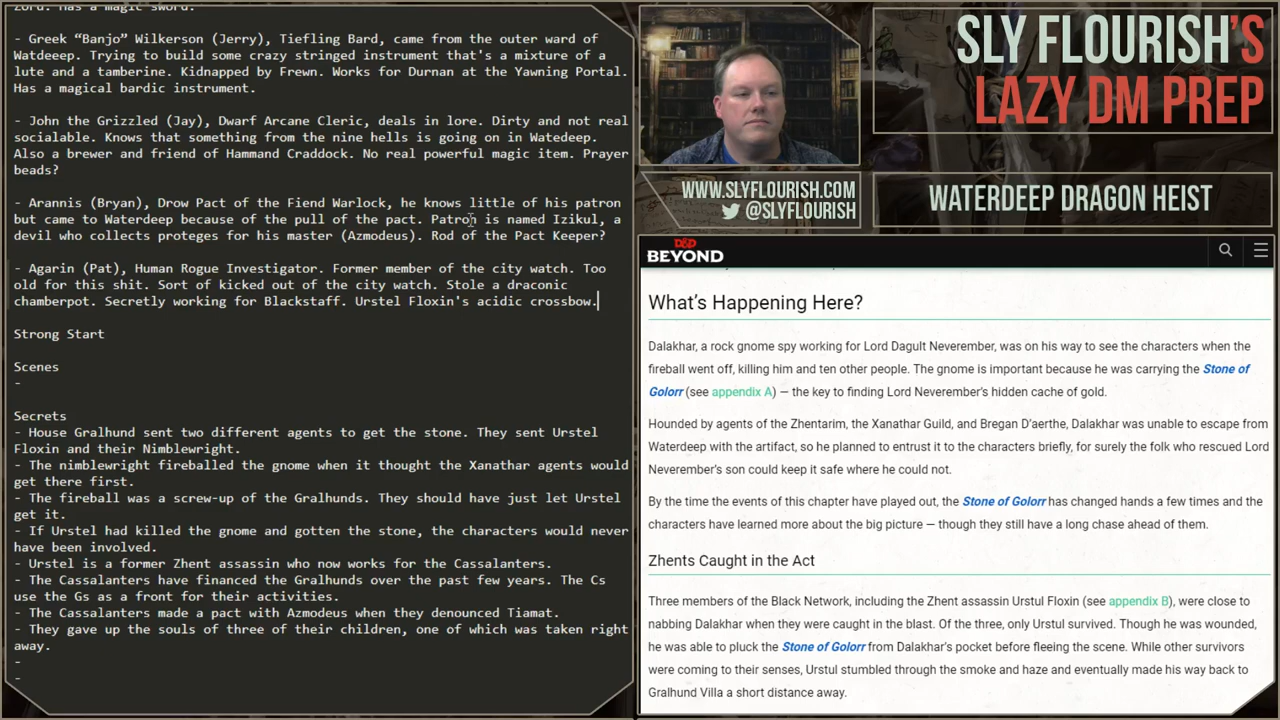 Zord. Has a magic sword.
- Greek “Banjo” Wilkerson (Jerry), Tiefling Bard, came from the outer ward of
Watdeeep. Trying to build some crazy stringed instrument that's a mixture of a
lute and a tamberine. Kidnapped by Frewn. Works for Durnan at the Yawning Portal.
Has a magical bardic instrument.
- John the Grizzled (Jay), Dwarf Arcane Cleric, deals in lore. Dirty and not real
socialable. Knows that something from the nine hells is going on in Watedeep.
Also a brewer and friend of Hammand Craddock. No real powerful magic item. Prayer
beads?
- Arannis (Bryan), Drow Pact of the Fiend Warlock, he knows little of his patron
but came to Waterdeep because of the pull of the pact. Patron is named Izikul, a
devil who collects proteges for his master (Azmodeus). Rod of the Pact Keeper?
- Agarin (Pat), Human Rogue Investigator. Former member of the city watch. Too
old for this shit. Sort of kicked out of the city watch. Stole a draconic
chamberpot. Secretly working for Blackstaff. Urstel Floxin's acidic crossbow.
Strong Start
Scenes
-
Secrets
- House Gralhund sent two different agents to get the stone. They sent Urstel
Floxin and their Nimblewright.
- The nimblewright fireballed the gnome when it thought the Xanathar agents would
get there first.
- The fireball was a screw-up of the Gralhunds. They should have just let Urstel
get it.
- If Urstel had killed the gnome and gotten the stone, the characters would never
have been involved.
- Urstel is a former Zhent assassin who now works for the Cassalanters.
- The Cassalanters have financed the Gralhunds over the past few years. The Cs
use the Gs as a front for their activities.
- The Cassalanters made a pact with Azmodeus when they denounced Tiamat.
- They gave up the souls of three of their children, one of which was taken right
away.
-
-
SLY FLOURISH'S
LAZY DM PREP
WWW.SLYFLOURISH.COM
@SLYFLOURISH
WATERDEEP DRAGON HEIST
D&D
BEYOND
What's Happening Here?
Dalakhar, a rock gnome spy working for Lord Dagult Neverember, was on his way to see the characters when the
fireball went off, killing him and ten other people. The gnome is important because he was carrying the Stone of
Golorr (see appendix A) — the key to finding Lord Neverember's hidden cache of gold.
Hounded by agents of the Zhentarim, the Xanathar Guild, and Bregan D'aerthe, Dalakhar was unable to escape from
Waterdeep with the artifact, so he planned to entrust it to the characters briefly, for surely the folk who rescued Lord
Neverember's son could keep it safe where he could not.
By the time the events of this chapter have played out, the Stone of Golorr has changed hands a few times and the
characters have learned more about the big picture — though they still have a long chase ahead of them.
Zhents Caught in the Act
Three members of the Black Network, including the Zhent assassin Urstul Floxin (see appendix B), were close to
nabbing Dalakhar when they were caught in the blast. Of the three, only Urstul survived. Though he was wounded,
he was able to pluck the Stone of Golorr from Dalakhar's pocket before fleeing the scene. While other survivors
were coming to their senses, Urstul stumbled through the smoke and haze and eventually made his way back to
Gralhund Villa a short distance away.